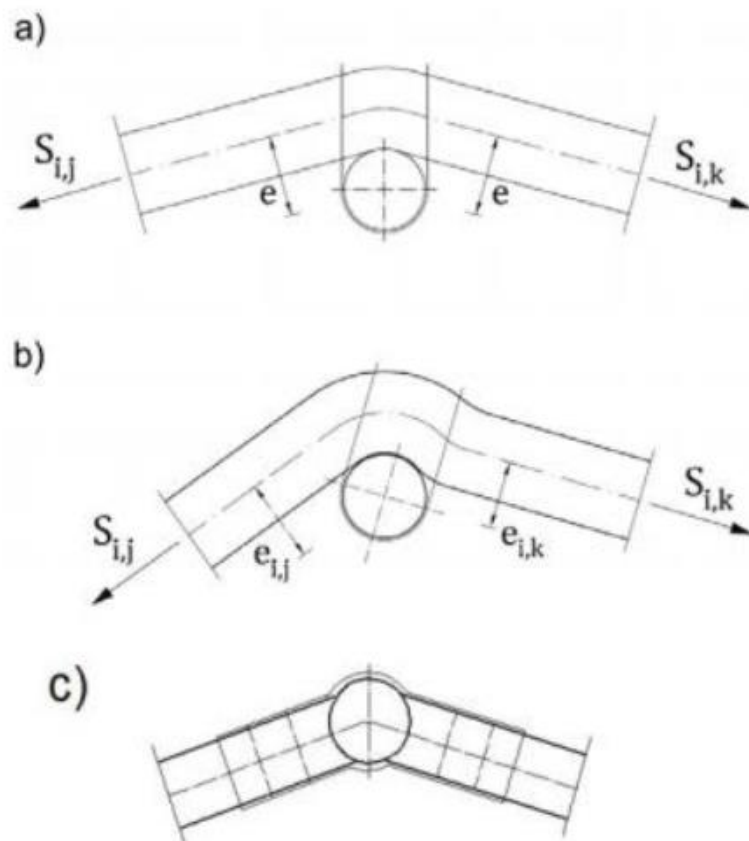 a)
S_{i,j}
e
e
S_{i,k}
b)
S_{i,j}
e_{i,j}
e_{i,k}
S_{i,k}
c)